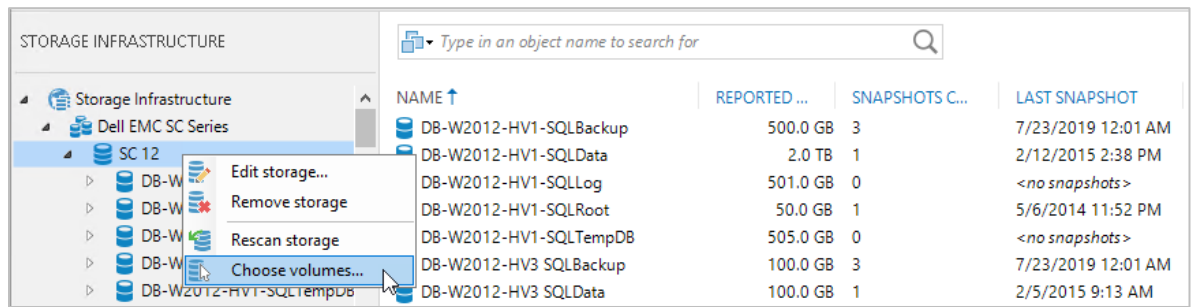 STORAGE INFRASTRUCTURE
Type in an object name to search for
Storage Infrastructure
Dell EMC SC Series
SC 12
DB-W
DB-W
DB-W
DB-W
DB-W2012-HV1-SQLTempDB
Edit storage...
Remove storage
Rescan storage
Choose volumes...
NAME REPORTED ... SNAPSHOTS C... LAST SNAPSHOT
DB-W2012-HV1-SQLBackup 500.0 GB 3 7/23/2019 12:01 AM
DB-W2012-HV1-SQLData 2.0 TB 1 2/12/2015 2:38 PM
DB-W2012-HV1-SQLLog 501.0 GB 0 <no snapshots>
DB-W2012-HV1-SQLRoot 50.0 GB 1 5/6/2014 11:52 PM
DB-W2012-HV1-SQLTempDB 505.0 GB 0 <no snapshots>
DB-W2012-HV3 SQLBackup 100.0 GB 3 7/23/2019 12:01 AM
DB-W2012-HV3 SQLData 100.0 GB 1 2/5/2015 9:13 AM